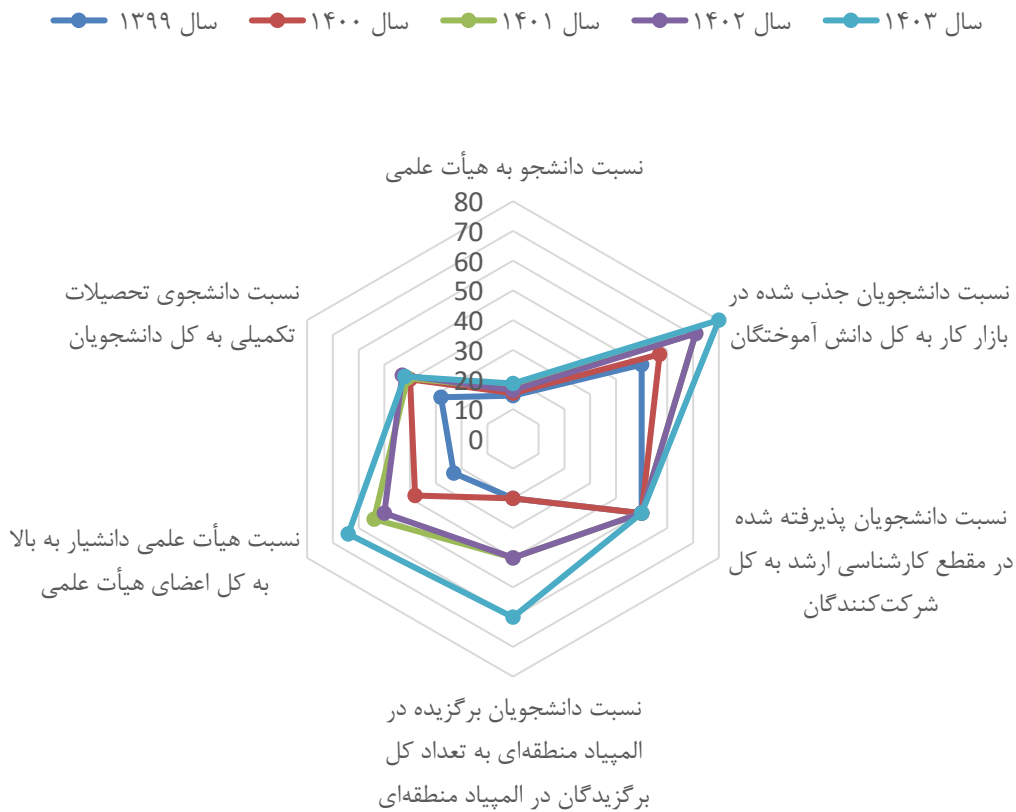 سال ۱۳۹۹
سال ۱۴۰۰
سال ۱۴۰۱
سال ۱۴۰۲
سال ۱۴۰۳
نسبت دانشجو به هیأت علمی
80
70
60
50
40
30
20
10
0
نسبت دانشجویان جذب شده در
بازار کار به کل دانش آموختگان
نسبت دانشجویان پذیرفته شده
در مقطع کارشناسی ارشد به کل
شرکت‌کنندگان
نسبت دانشجویان برگزیده در
المپیاد منطقه‌ای به تعداد کل
برگزیدگان در المپیاد منطقه‌ای
نسبت هیأت علمی دانشیار به بالا
به کل اعضای هیأت علمی
نسبت دانشجوی تحصیلات
تکمیلی به کل دانشجویان